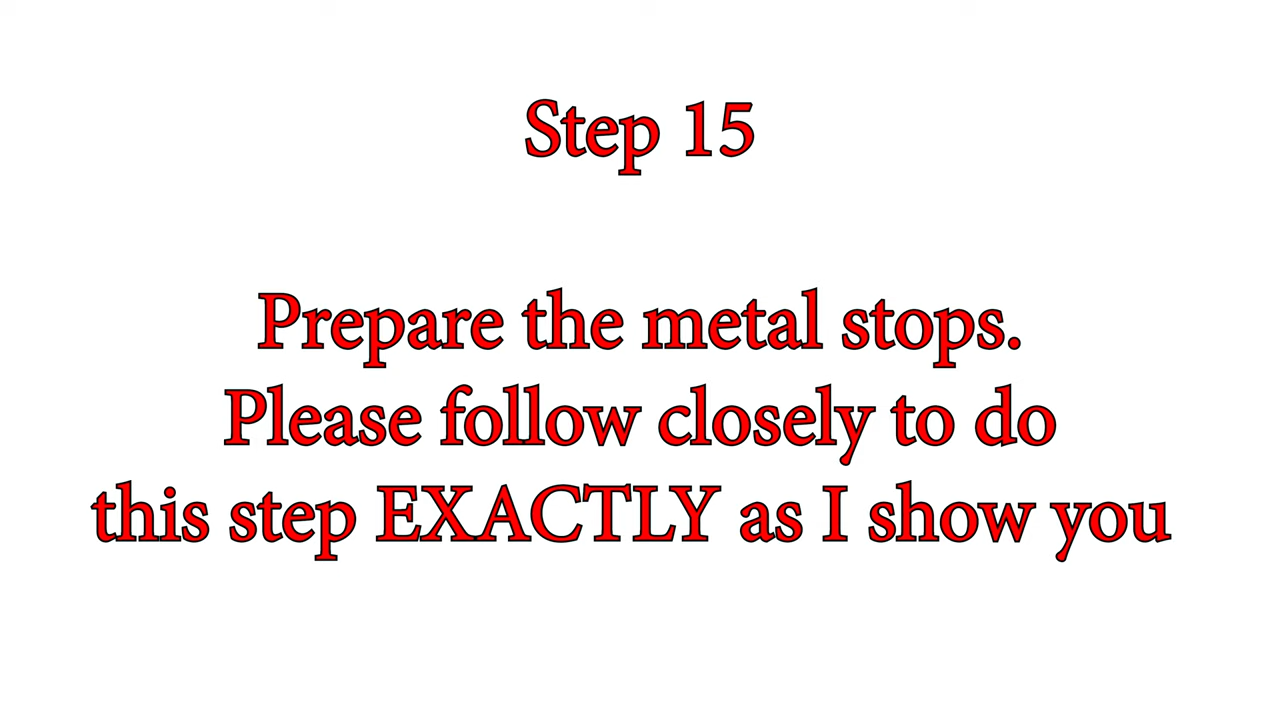 Step 15
Prepare the metal stops.
Please follow closely to do
this step EXACTLY as I show you